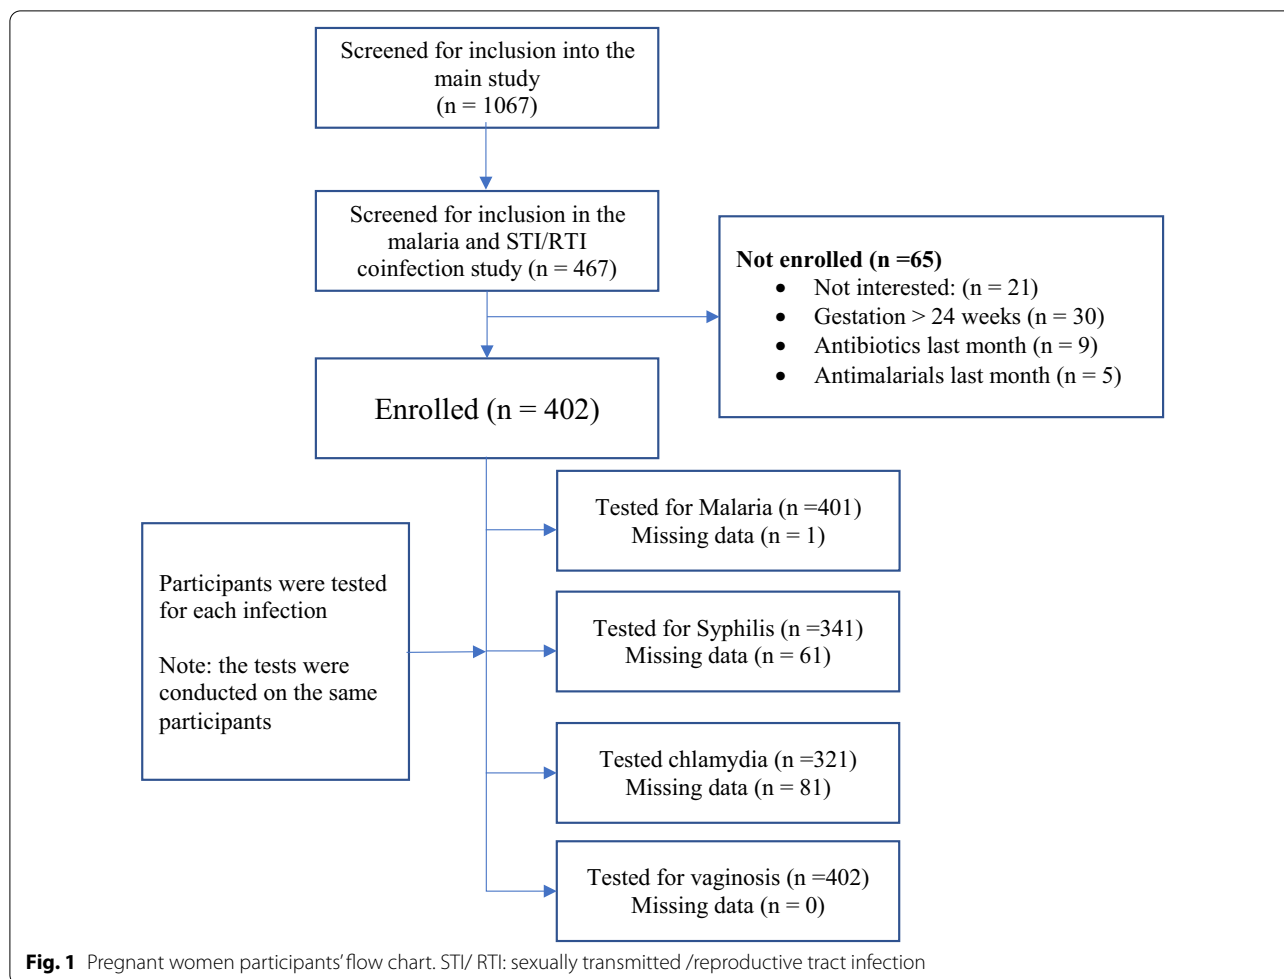 Screened for inclusion into the
main study
(n = 1067)
Screened for inclusion in the
malaria and STI/RTI
coinfection study (n = 467)
Not enrolled (n =65)
• Not interested: (n = 21)
• Gestation > 24 weeks (n = 30)
• Antibiotics last month (n = 9)
• Antimalarials last month (n = 5)
Enrolled (n = 402)
Participants were tested
for each infection
Note: the tests were
conducted on the same
participants
Tested for Malaria (n =401)
Missing data (n = 1)
Tested for Syphilis (n =341)
Missing data (n = 61)
Tested chlamydia (n =321)
Missing data (n = 81)
Tested for vaginosis (n =402)
Missing data (n = 0)
Fig. 1 Pregnant women participants’ flow chart. STI/ RTI: sexually transmitted /reproductive tract infection